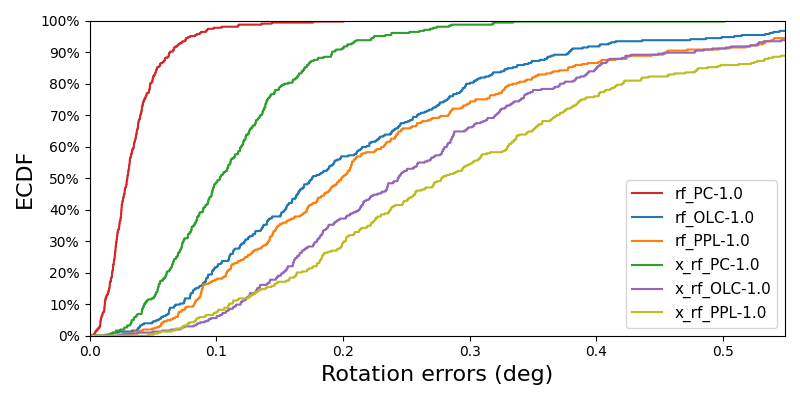 100%
90%
80%
70%
60%
50%
40%
30%
20%
10%
0%
ECDF
0.0 0.1 0.2 0.3 0.4 0.5
Rotation errors (deg)
rf_PC-1.0
rf_OLC-1.0
rf_PPL-1.0
x_rf_PC-1.0
x_rf_OLC-1.0
x_rf_PPL-1.0